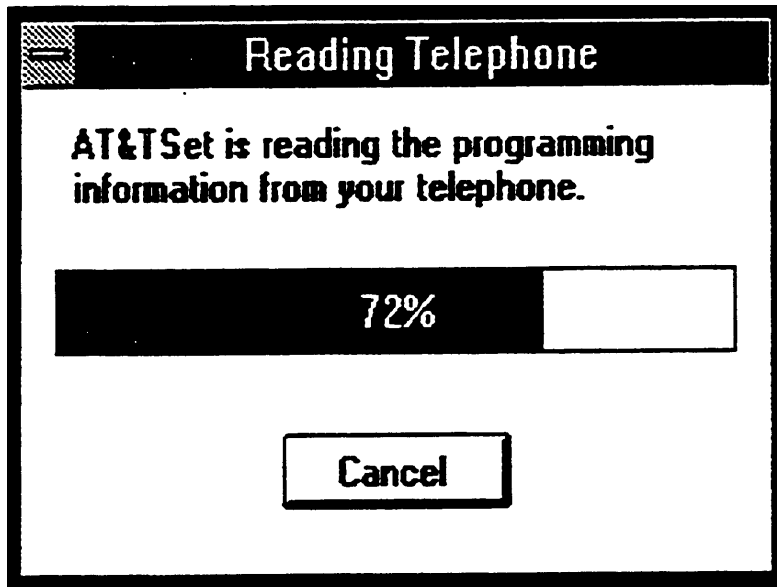 Reading Telephone
AT&TSet is reading the programming
information from your telephone.
72%
Cancel